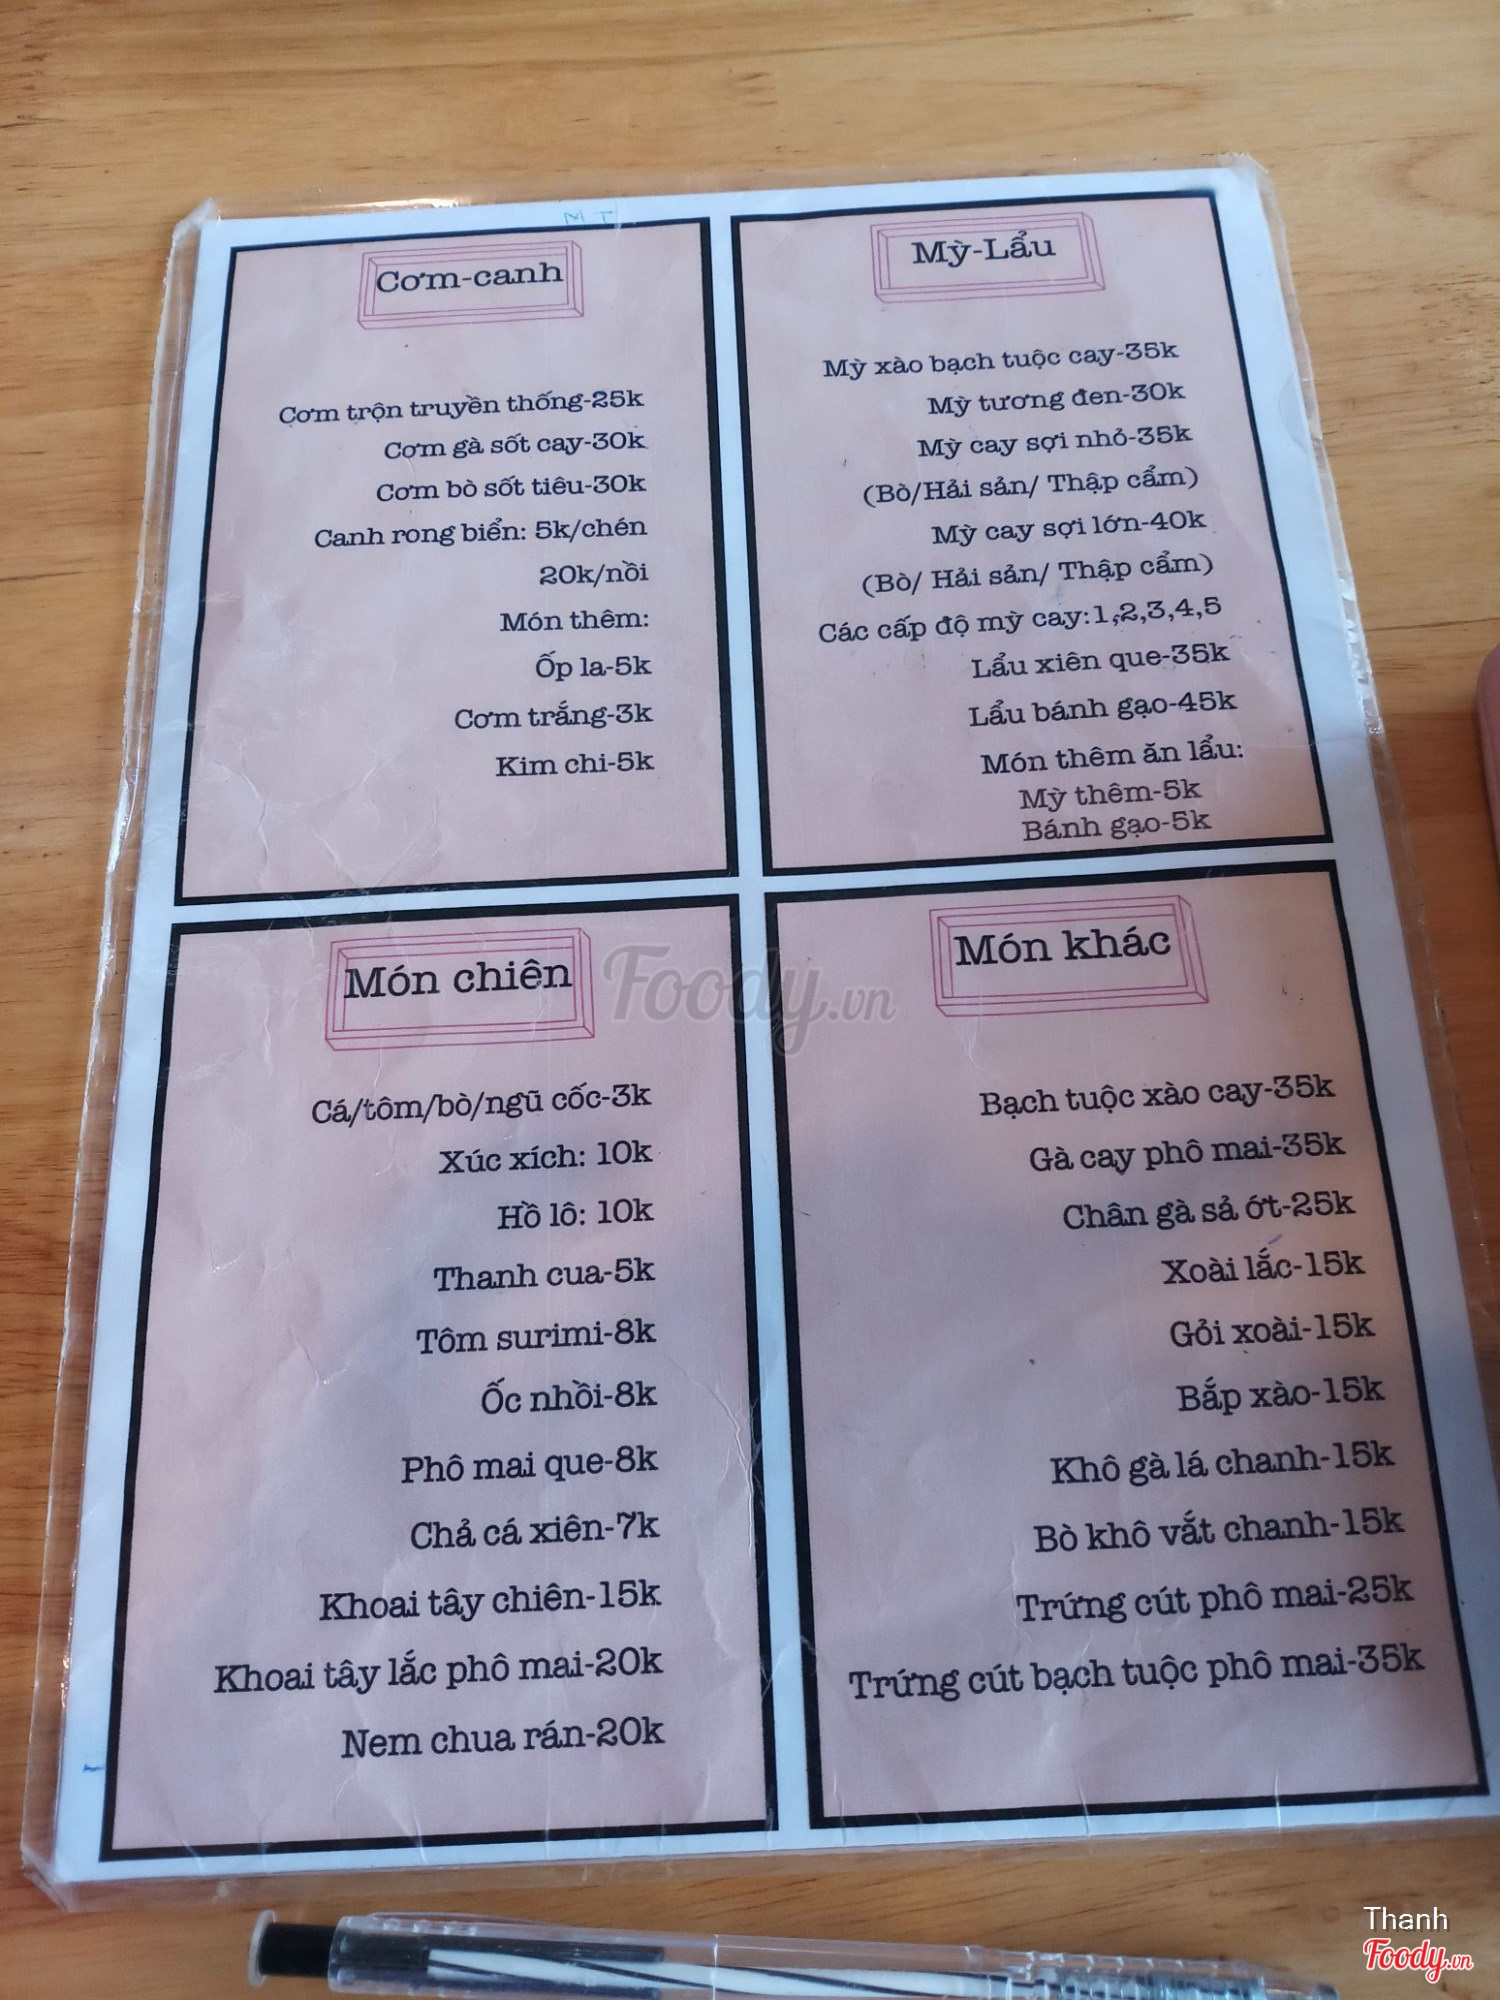 Cơm-canh
Cơm trộn truyền thống-25k
Cơm gà sốt cay-30k
Cơm bò sốt tiêu-30k
Canh rong biển: 5k/chén
20k/nồi
Món thêm:
Ốp la-5k
Cơm trắng-3k
Kim chi-5k
Mỳ-Lẩu
Mỳ xào bạch tuộc cay-35k
Mỳ tương đen-30k
Mỳ cay sợi nhỏ-35k
(Bò/Hải sản/ Thập cẩm)
Mỳ cay sợi lớn-40k
(Bò/ Hải sản/ Thập cẩm)
Các cấp độ mỳ cay:1,2,3,4,5
Lẩu xiên que-35k
Lẩu bánh gạo-45k
Món thêm ăn lẩu:
Mỳ thêm-5k
Bánh gạo-5k
Món chiên
Cá/tôm/bò/ngũ cốc-3k
Xúc xích: 10k
Hồ lô: 10k
Thanh cua-5k
Tôm surimi-8k
Ốc nhồi-8k
Phô mai que-8k
Chả cá xiên-7k
Khoai tây chiên-15k
Khoai tây lắc phô mai-20k
Nem chua rán-20k
Món khác
Bạch tuộc xào cay-35k
Gà cay phô mai-35k
Chân gà sả ớt-25k
Xoài lắc-15k
Gỏi xoài-15k
Bắp xào-15k
Khô gà lá chanh-15k
Bò khô vắt chanh-15k
Trứng cút phô mai-25k
Trứng cút bạch tuộc phô mai-35k
Foody.vn
Thanh
Foody.vn